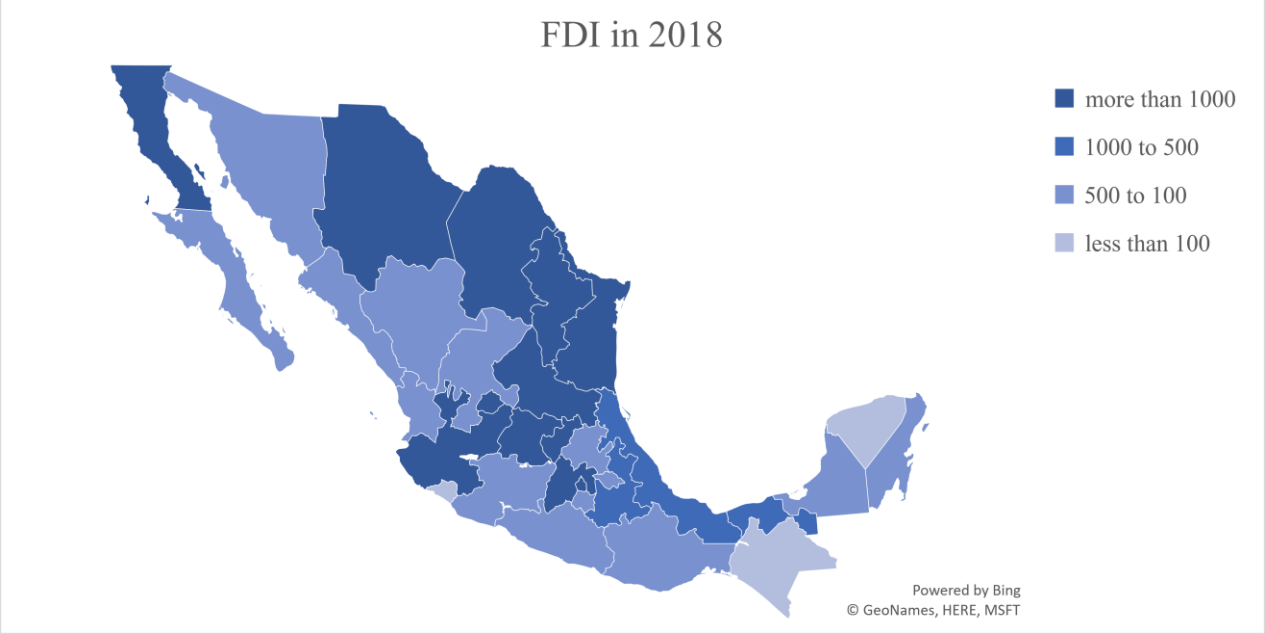 FDI in 2018
more than 1000
1000 to 500
500 to 100
less than 100
Powered by Bing
© GeoNames, HERE, MSFT